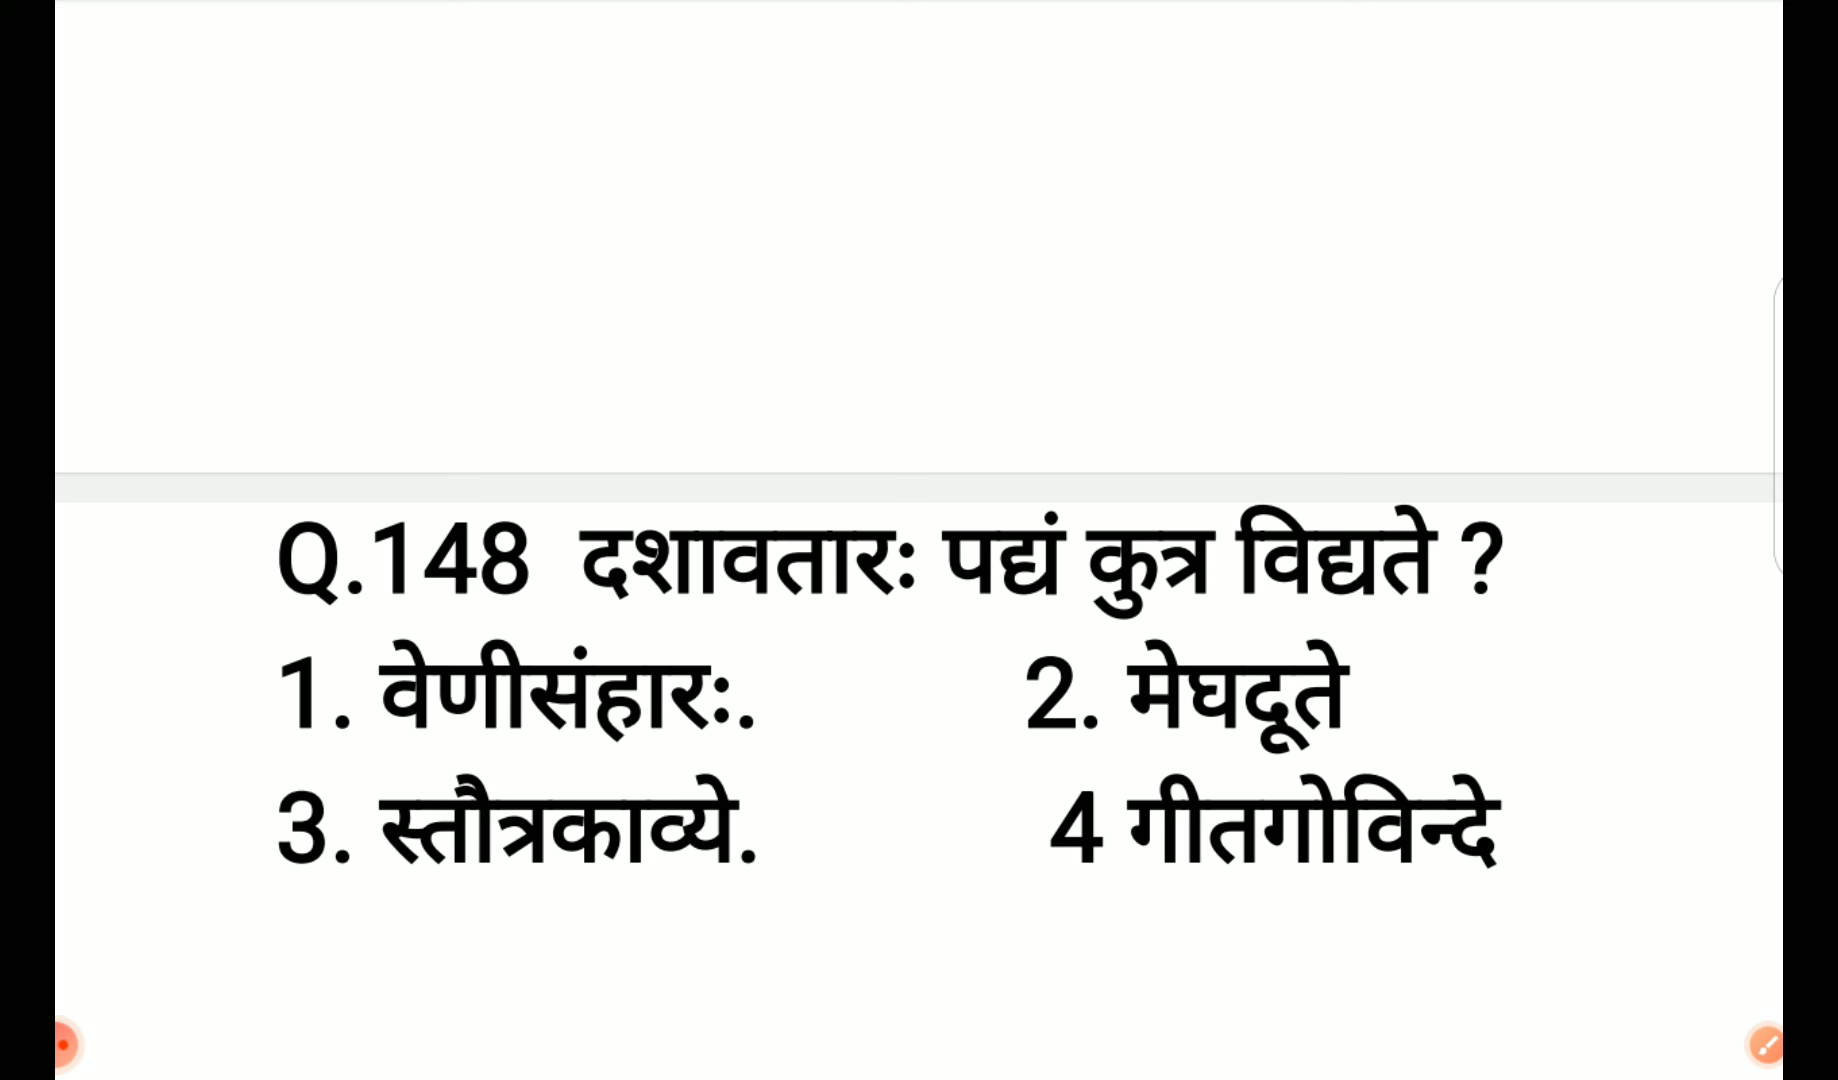 Q.148 दशावतारः पद्यं कुत्र विद्यते ?
1. वेणीसंहारः. 2. मेघदूते
3. स्तौत्रकाव्ये. 4 गीतगोविन्दे